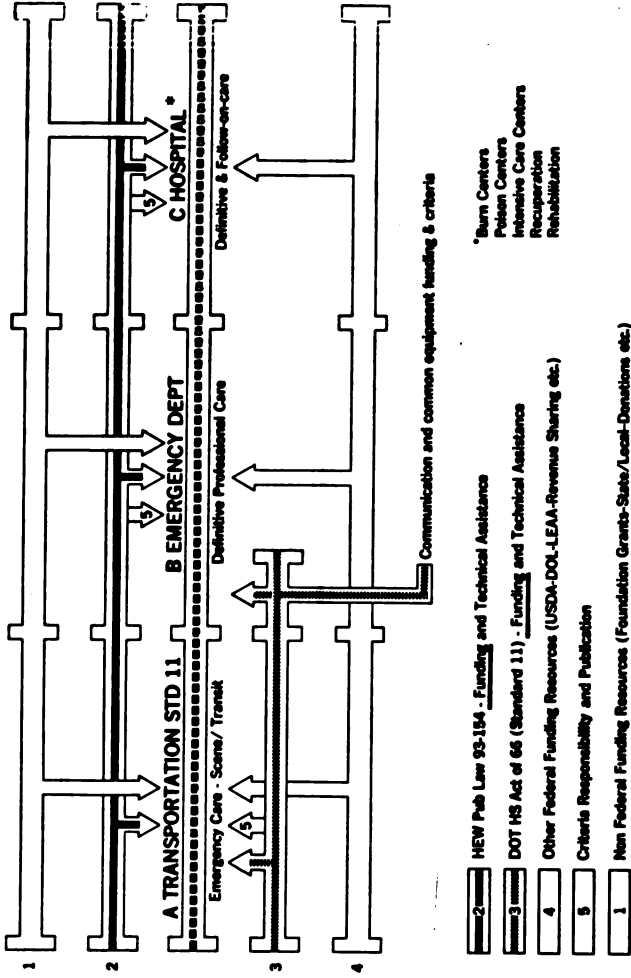 1
2
3
4
A TRANSPORTATION STD 11
Emergency Care - Scene/ Transit
5
B EMERGENCY DEPT
Definitive Professional Care
5
C HOSPITAL *
Definitive & Follow-on-care
5
Communication and common equipment funding & criteria
2 HEW Pub Law 93-154 - Funding and Technical Assistance
3 DOT HS Act of 66 (Standard 11) - Funding and Technical Assistance
4 Other Federal Funding Resources (USDA-DOL-LEAA-Revenue Sharing etc.)
5 Criteria Responsibility and Publication
1 Non Federal Funding Resources (Foundation Grants-State/Local-Donations etc.)
*Burn Centers
Poison Centers
Intensive Care Centers
Recuperation
Rehabilitation